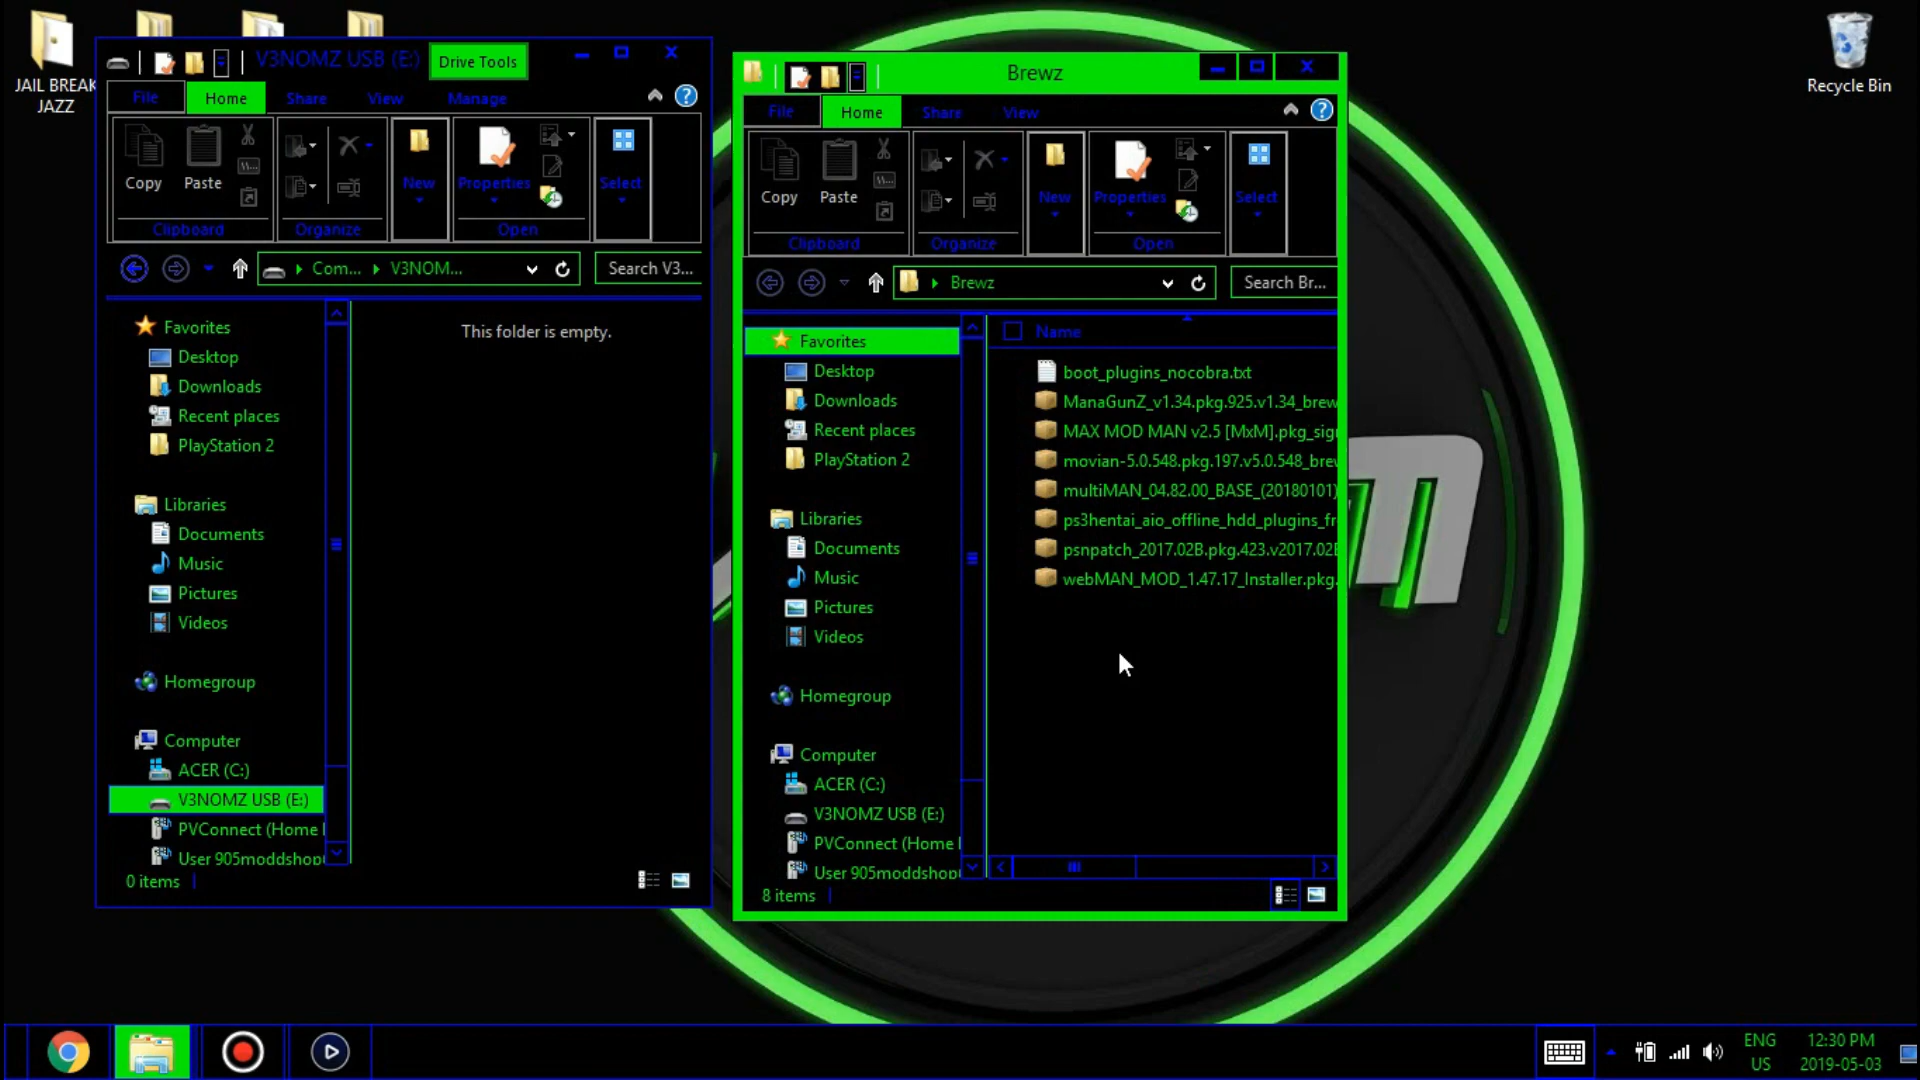 JAIL BREAK
JAZZ
Recycle Bin
V3NOMZ USB (E:)
Drive Tools
File
Home
Share
View
Manage
Copy
Paste
New
Properties
Select
Clipboard
Organize
Open
Com...
V3NOM...
Search V3...
Favorites
Desktop
Downloads
Recent places
PlayStation 2
Libraries
Documents
Music
Pictures
Videos
Homegroup
Computer
ACER (C:)
V3NOMZ USB (E:)
PVConnect (Home
User 905moddshop
This folder is empty.
0 items
Brewz
File
Home
Share
View
Copy
Paste
New
Properties
Select
Clipboard
Organize
Open
Brewz
Search Br...
Favorites
Desktop
Downloads
Recent places
PlayStation 2
Libraries
Documents
Music
Pictures
Videos
Homegroup
Computer
ACER (C:)
V3NOMZ USB (E:)
PVConnect (Home
User 905moddshop
Name
boot_plugins_nocobra.txt
ManaGunZ_v1.34.pkg.925.v1.34_brew
MAX MOD MAN v2.5 [MxM].pkg_sig
movian-5.0.548.pkg.197.v5.0.548_brew
multiMAN_04.82.00_BASE_(20180101)
ps3hentai_aio_offline_hdd_plugins_fr
psnpatch_2017.02B.pkg.423.v2017.02B
webMAN_MOD_1.47.17_Installer.pkg.
8 items
ENG
US
12:30 PM
2019-05-03